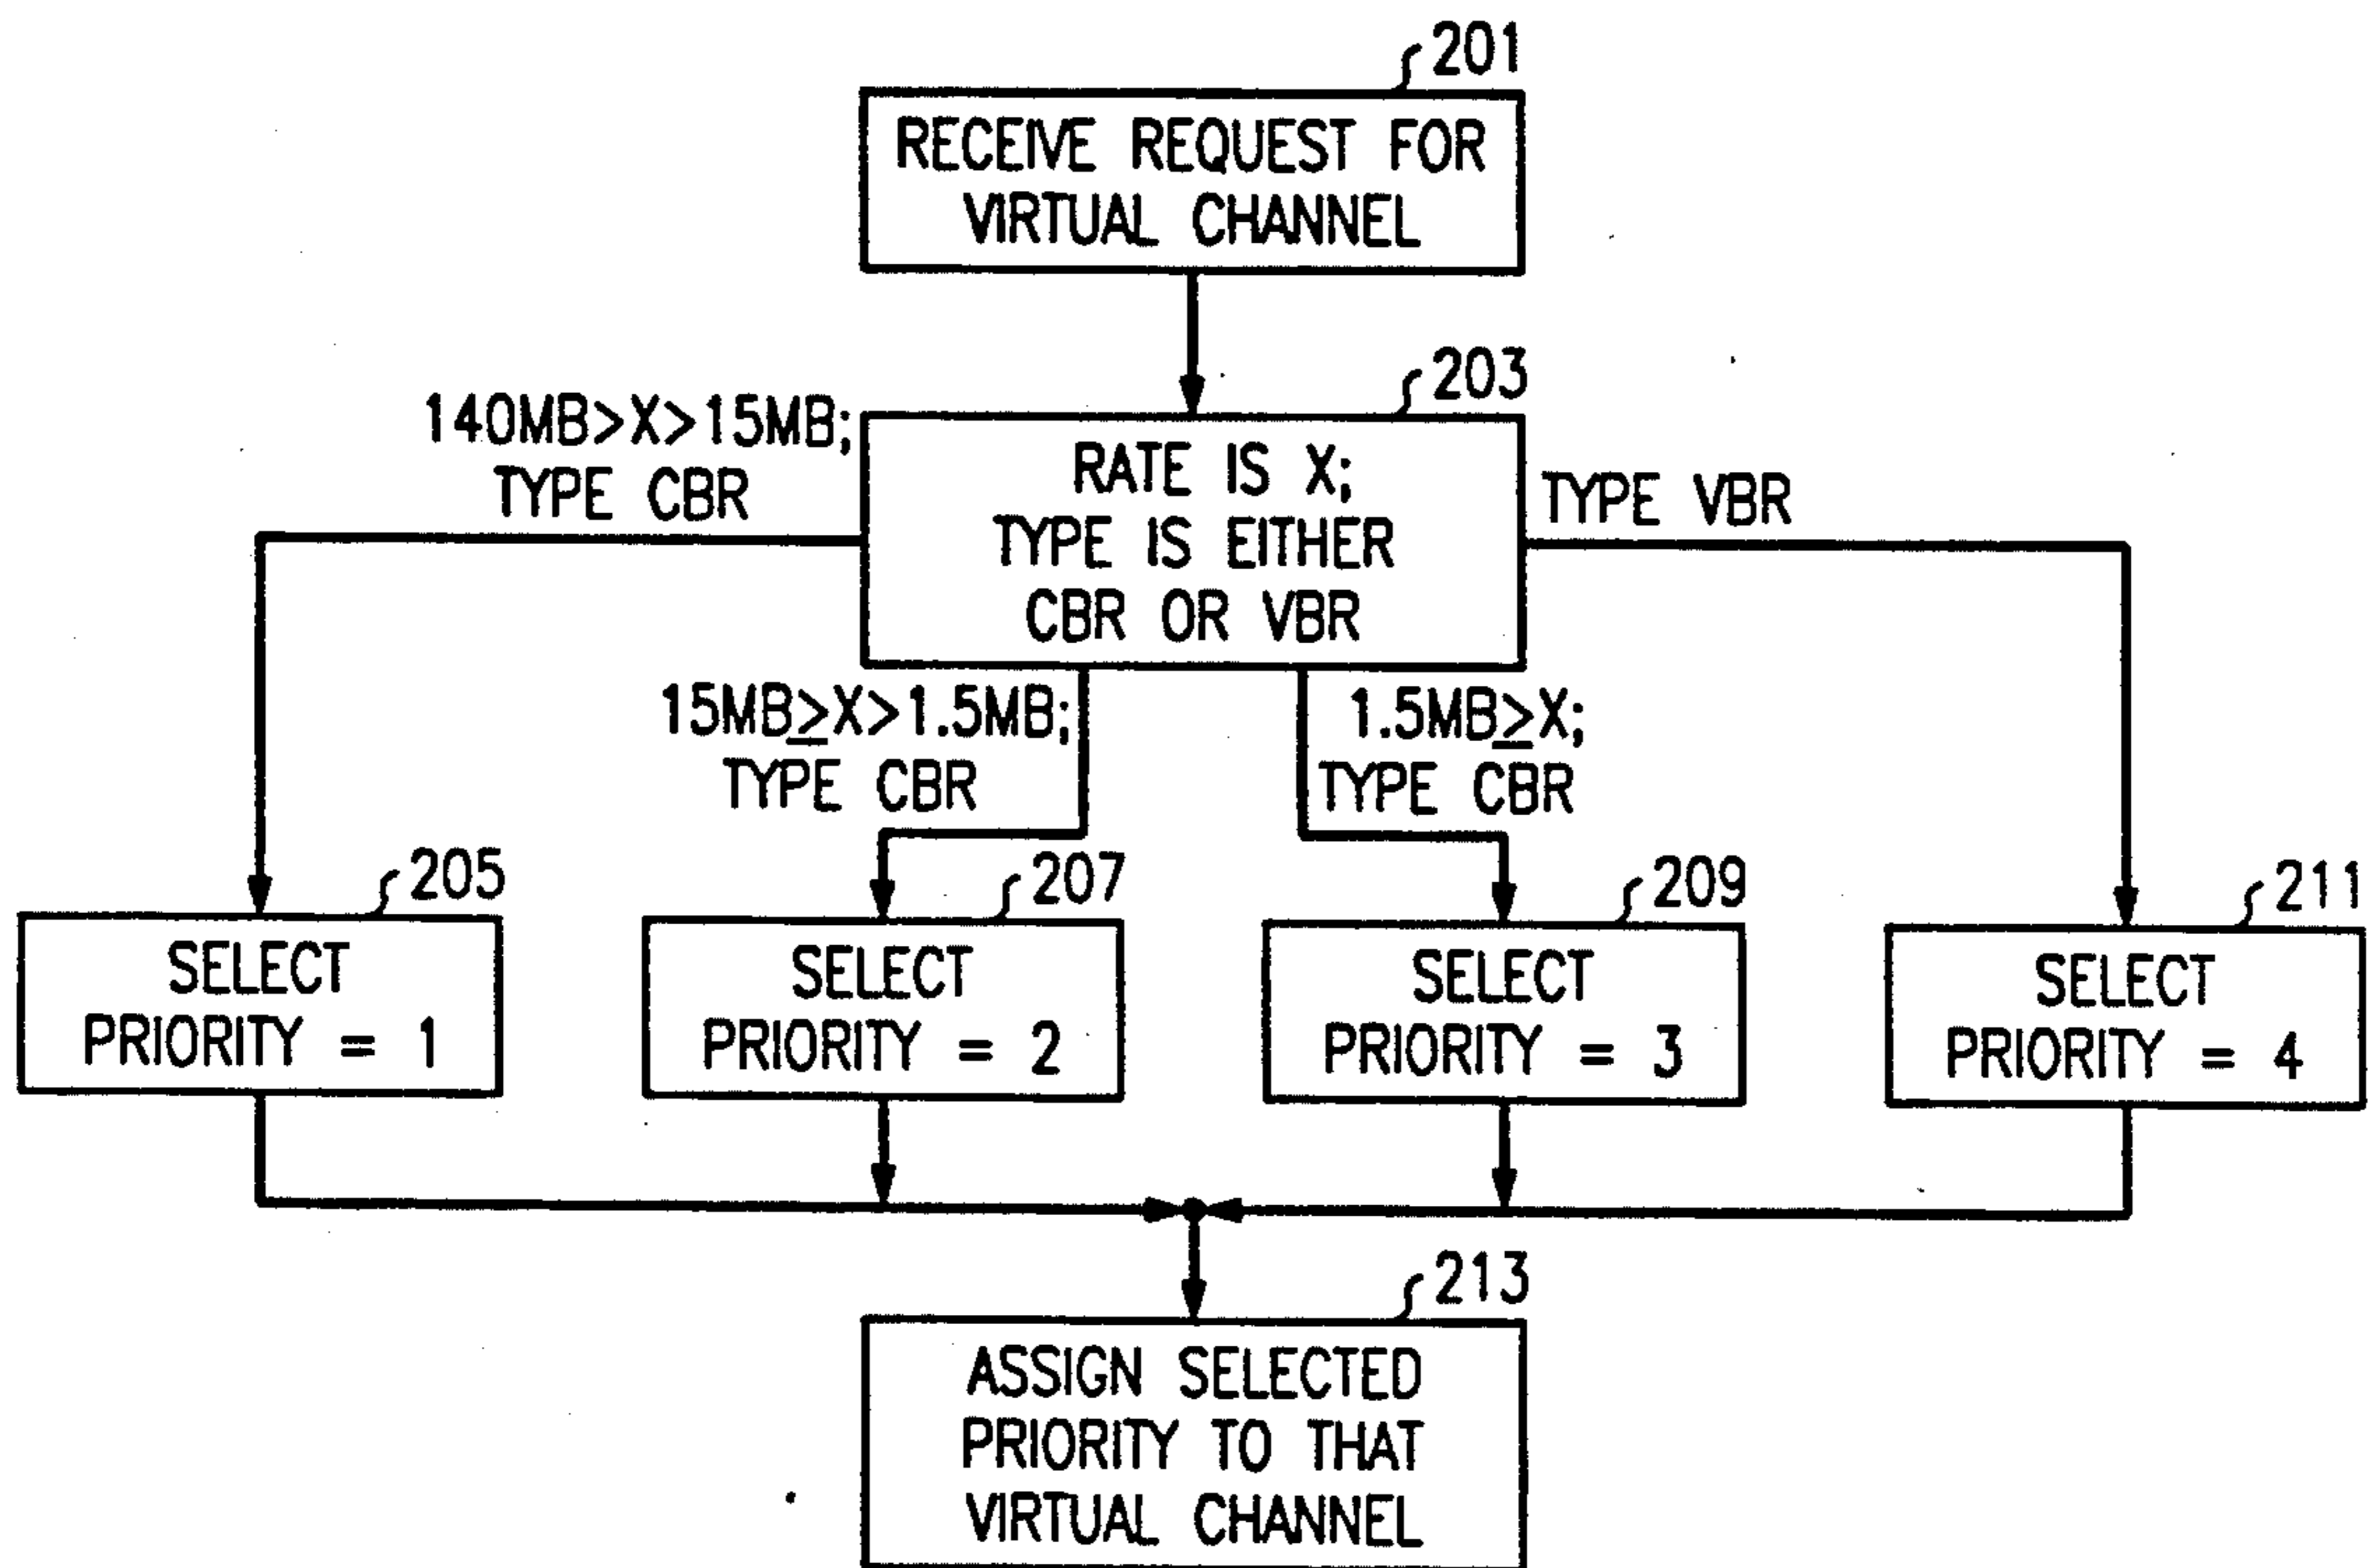 201
RECEIVE REQUEST FOR
VIRTUAL CHANNEL
203
140MB>X>15MB;
TYPE CBR
RATE IS X;
TYPE IS EITHER
CBR OR VBR
TYPE VBR
15MB≥X>1.5MB;
TYPE CBR
1.5MB≥X;
TYPE CBR
205
SELECT
PRIORITY = 1
207
SELECT
PRIORITY = 2
209
SELECT
PRIORITY = 3
211
SELECT
PRIORITY = 4
213
ASSIGN SELECTED
PRIORITY TO THAT
VIRTUAL CHANNEL